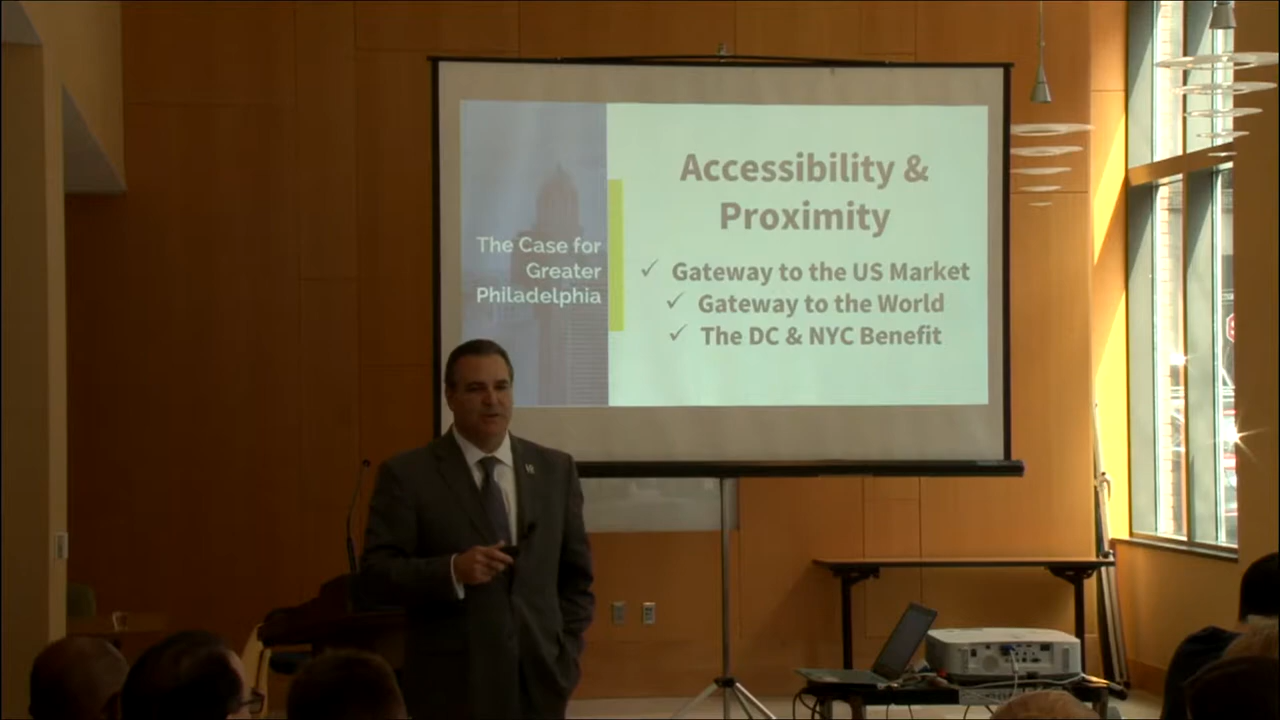 The Case for
Greater
Philadelphia
Accessibility &
Proximity
✓ Gateway to the US Market
✓ Gateway to the World
✓ The DC & NYC Benefit